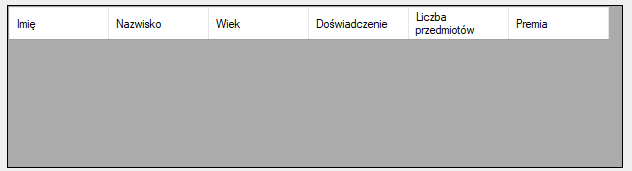 Imię
Nazwisko
Wiek
Doświadczenie
Liczba
przedmiotów
Premia